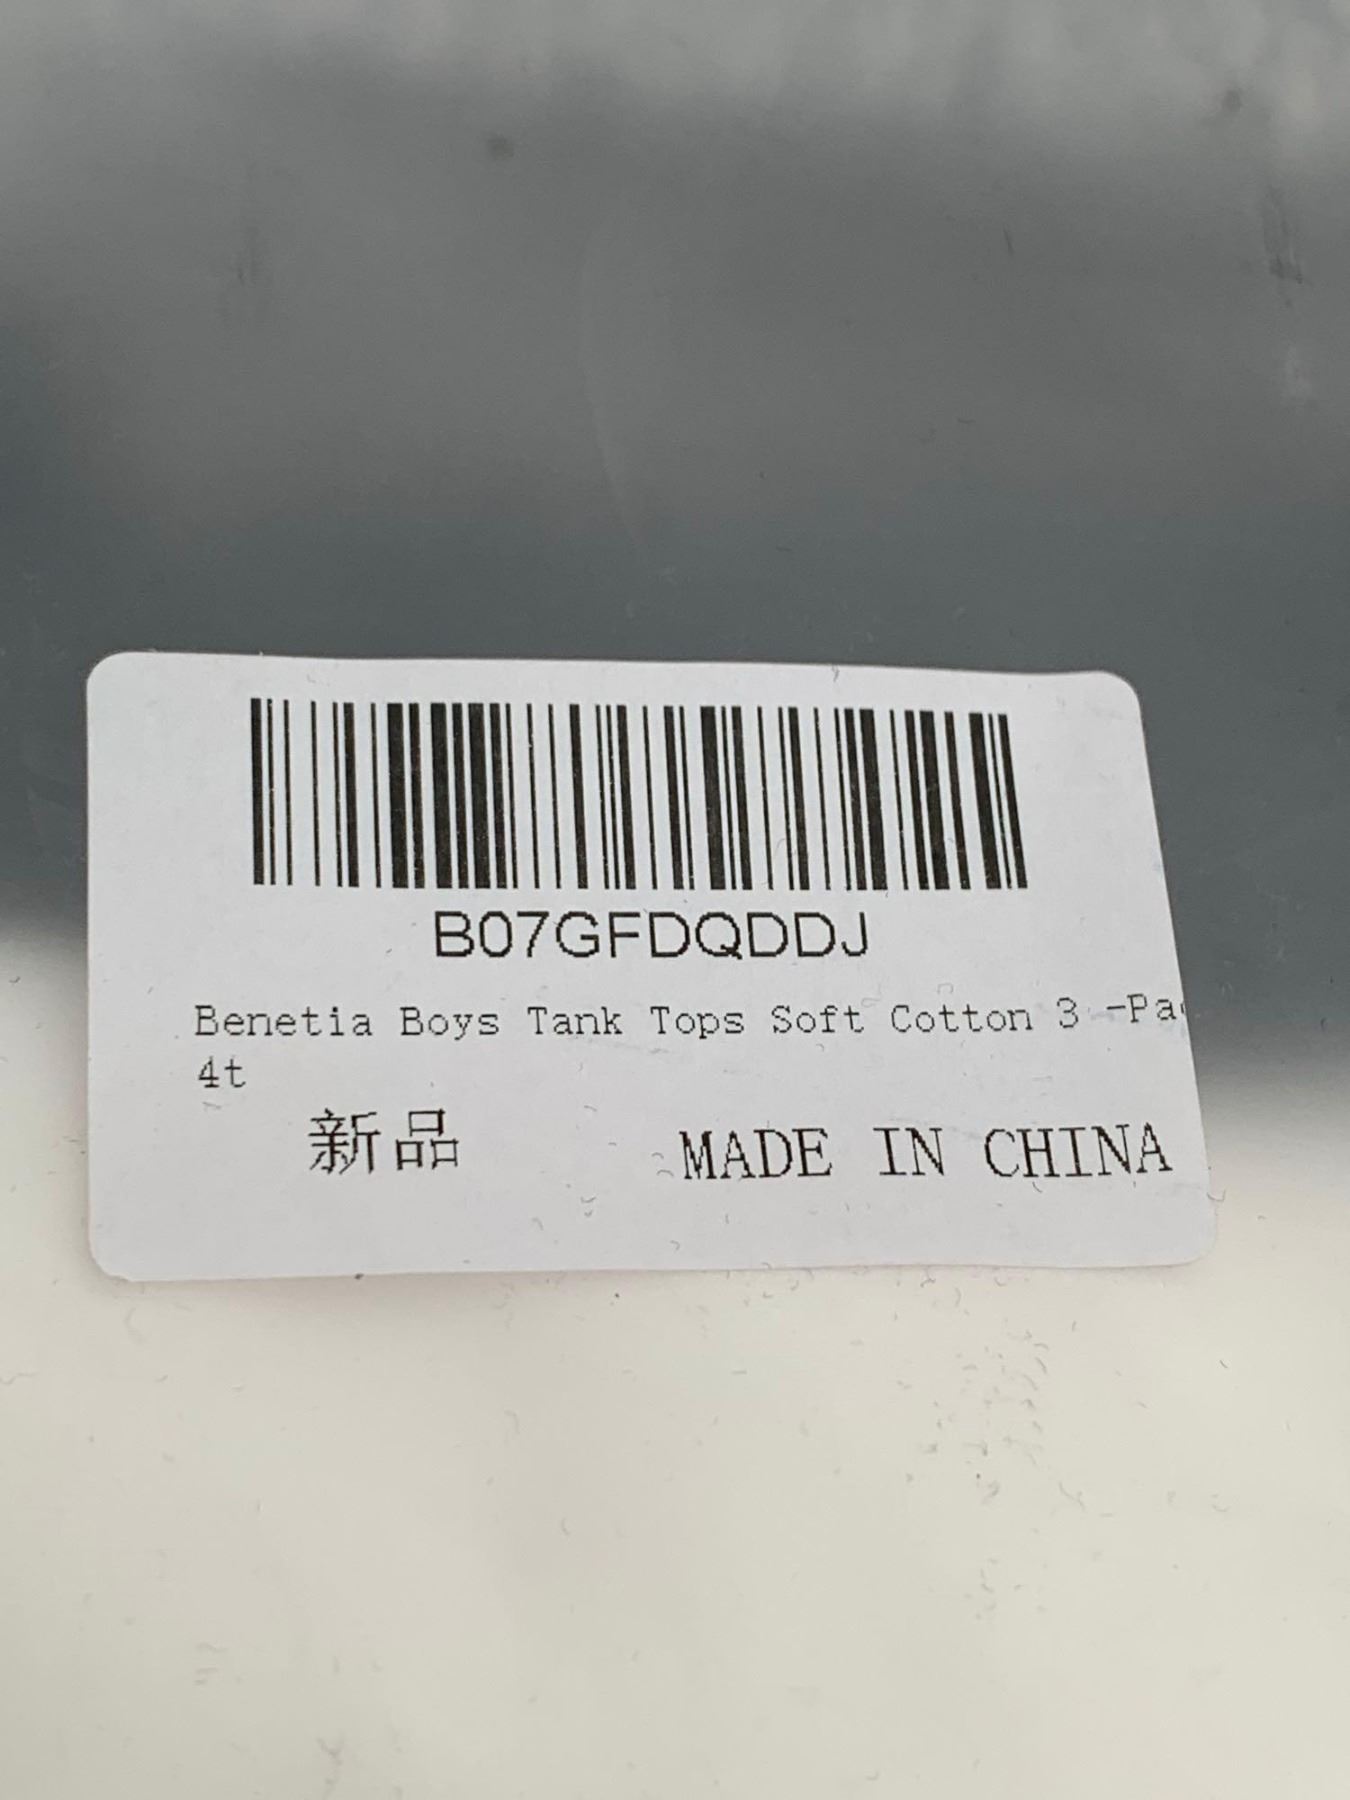 B07GFDQDDJ
Benetia Boys Tank Tops Soft Cotton 3 -Pa
4t
新品 MADE IN CHINA